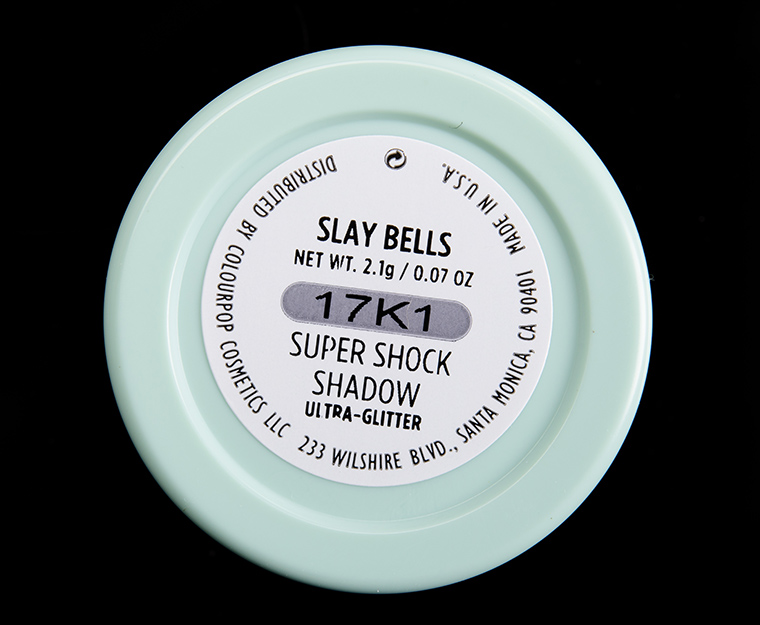 SLAY BELLS
NET WT. 2.1g / 0.07 OZ
17K1
SUPER SHOCK
SHADOW
ULTRA-GLITTER
DISTRIBUTED BY COLOURPOP COSMETICS LLC 233 WILSHIRE BLVD., SANTA MONICA, CA 90401 MADE IN U.S.A.